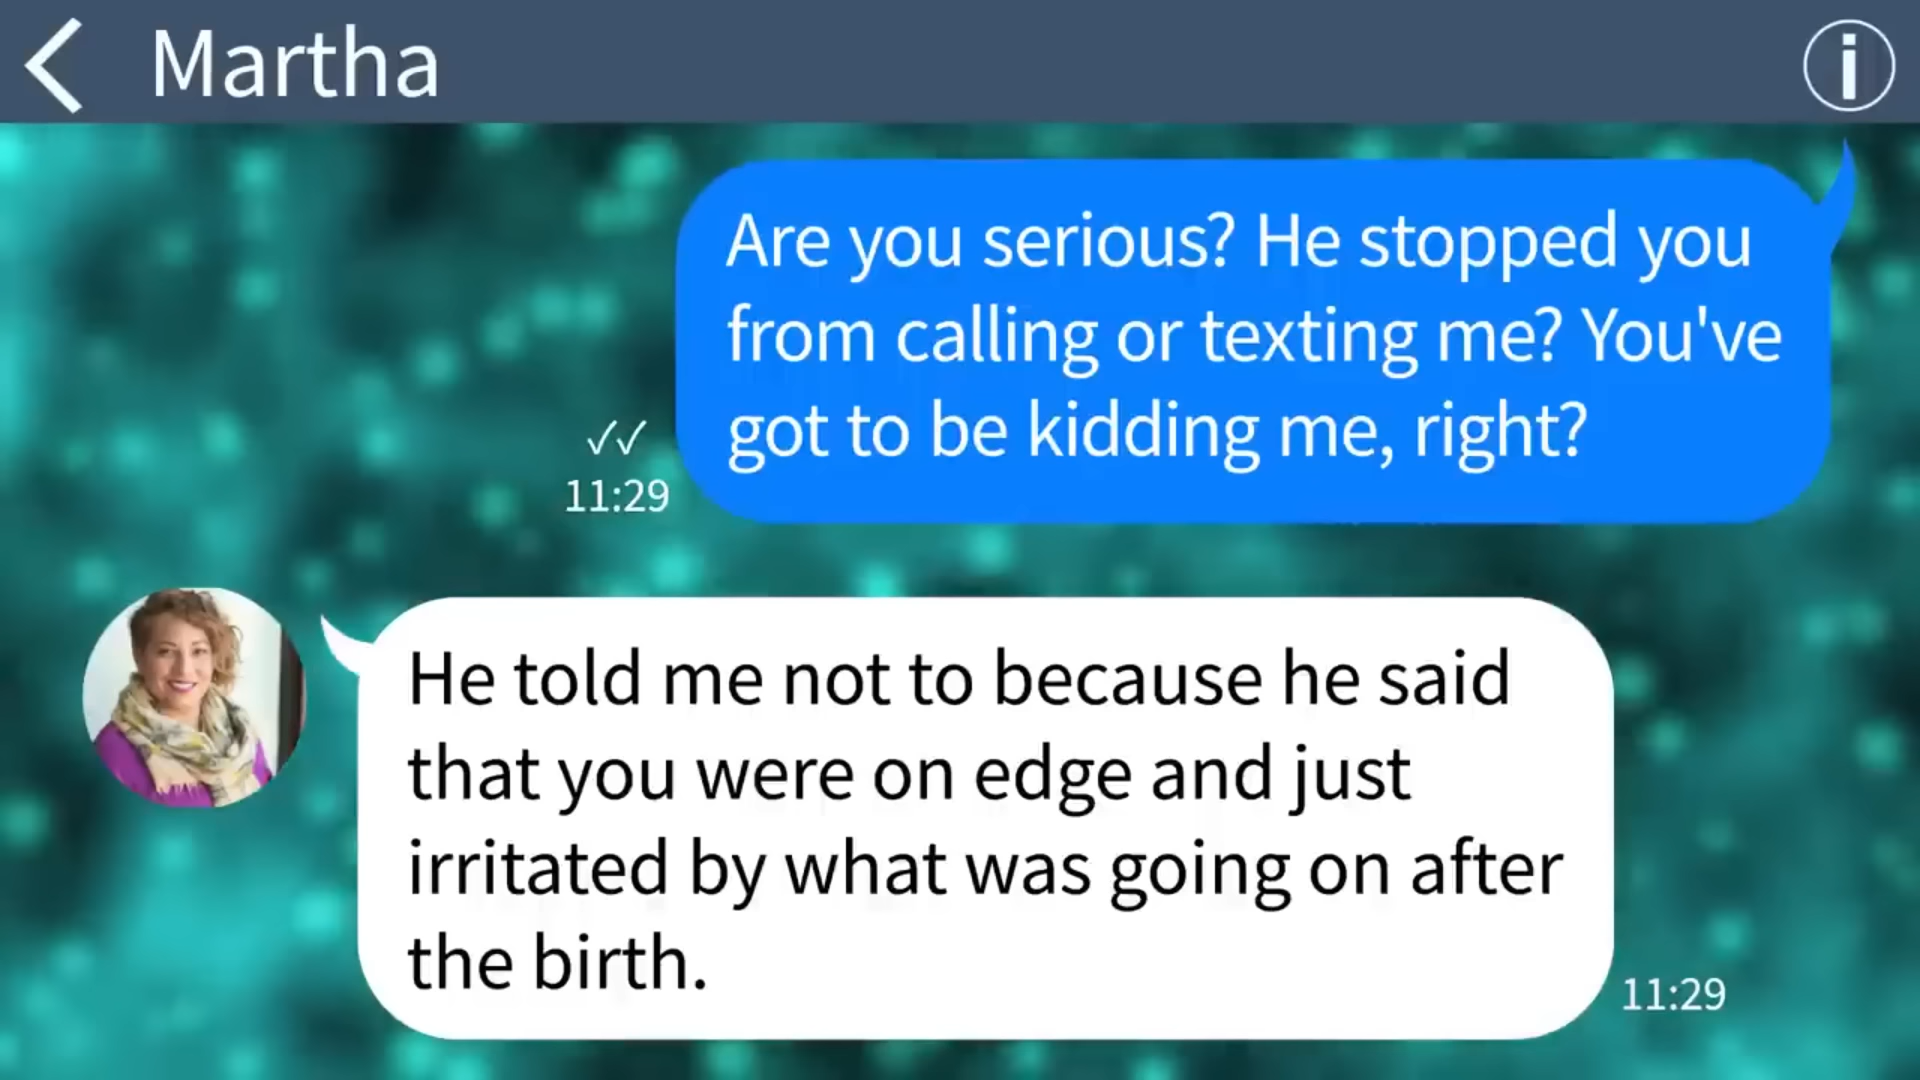 Martha
Are you serious? He stopped you
from calling or texting me? You've
got to be kidding me, right?
11:29
He told me not to because he said
that you were on edge and just
irritated by what was going on after
the birth.
11:29